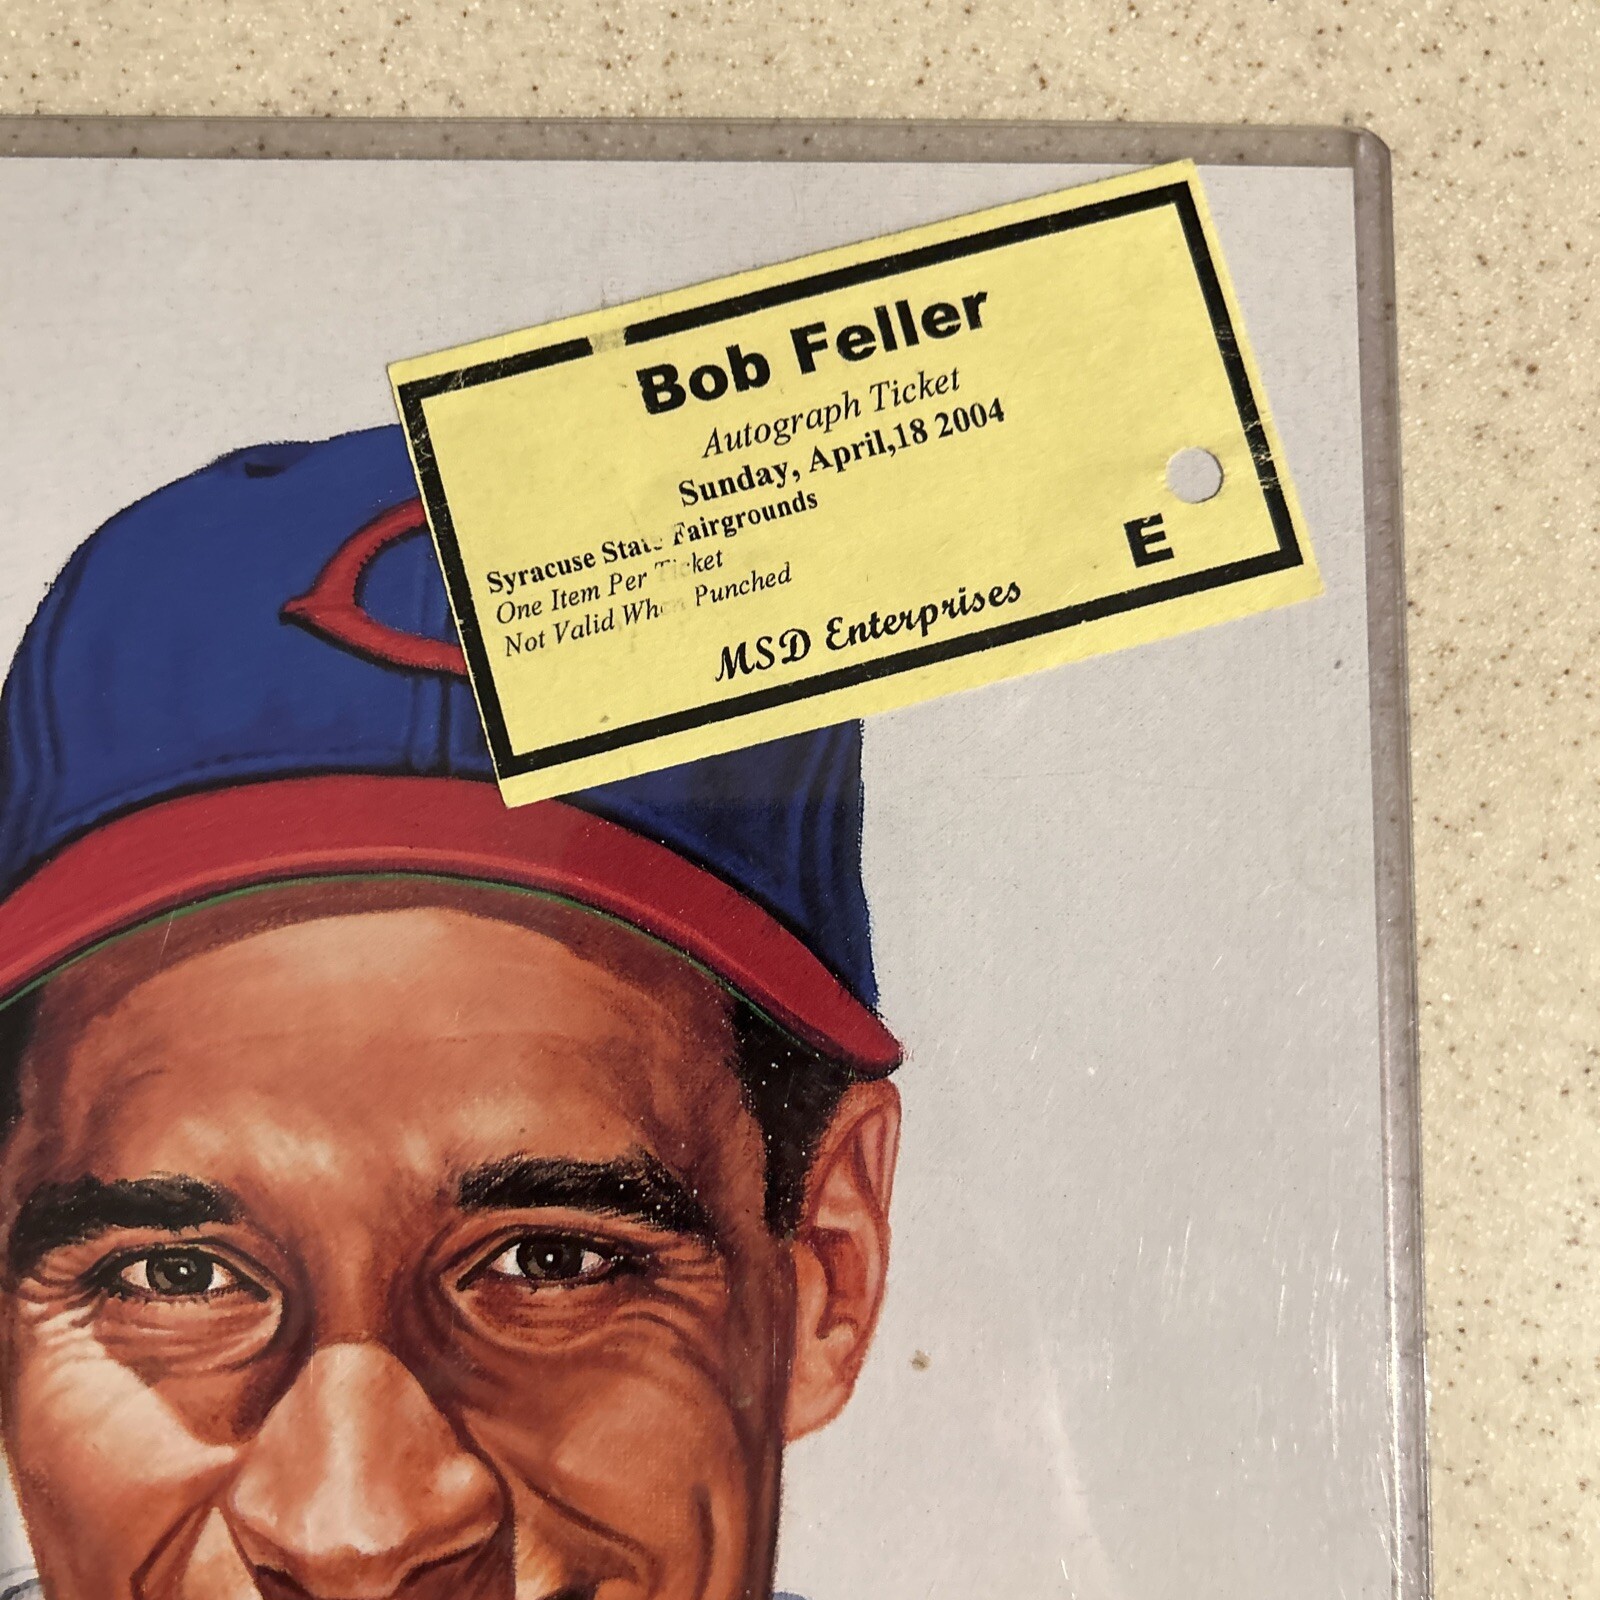 Bob Feller
Autograph Ticket
Sunday, April,18 2004
Syracuse State Fairgrounds
One Item Per Ticket
Not Valid When Punched
E
MSD Enterprises